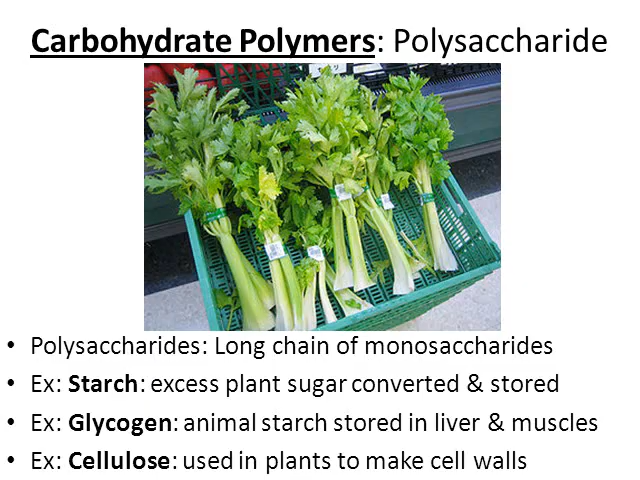 Carbohydrate Polymers: Polysaccharide
• Polysaccharides: Long chain of monosaccharides
• Ex: Starch: excess plant sugar converted & stored
• Ex: Glycogen: animal starch stored in liver & muscles
• Ex: Cellulose: used in plants to make cell walls